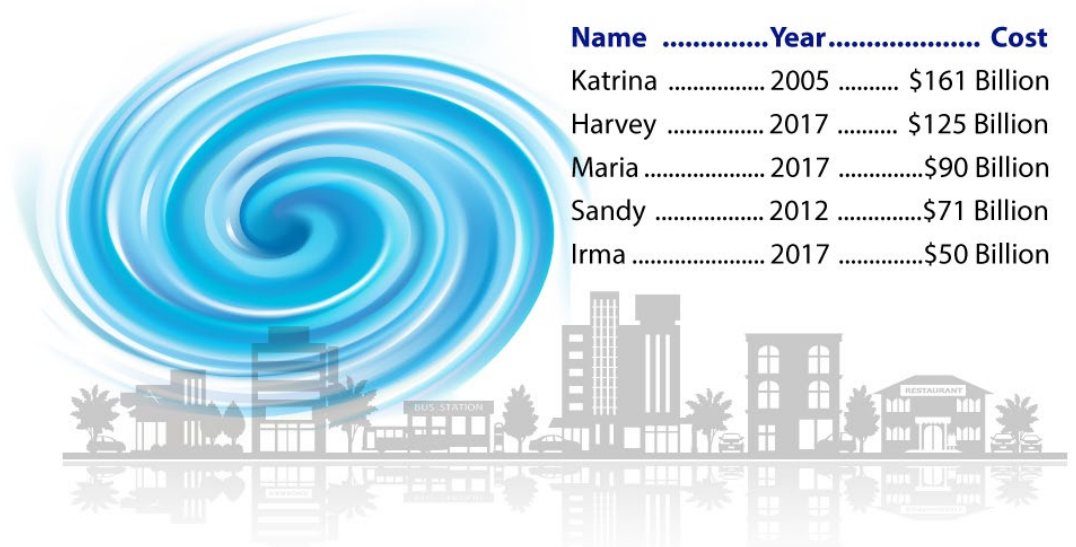 Name ..............Year.................... Cost
Katrina ................ 2005 .......... $161 Billion
Harvey ................ 2017 .......... $125 Billion
Maria .................... 2017 ..............$90 Billion
Sandy .................. 2012 ..............$71 Billion
Irma ...................... 2017 ..............$50 Billion
RESTAURANT
BUS STATION